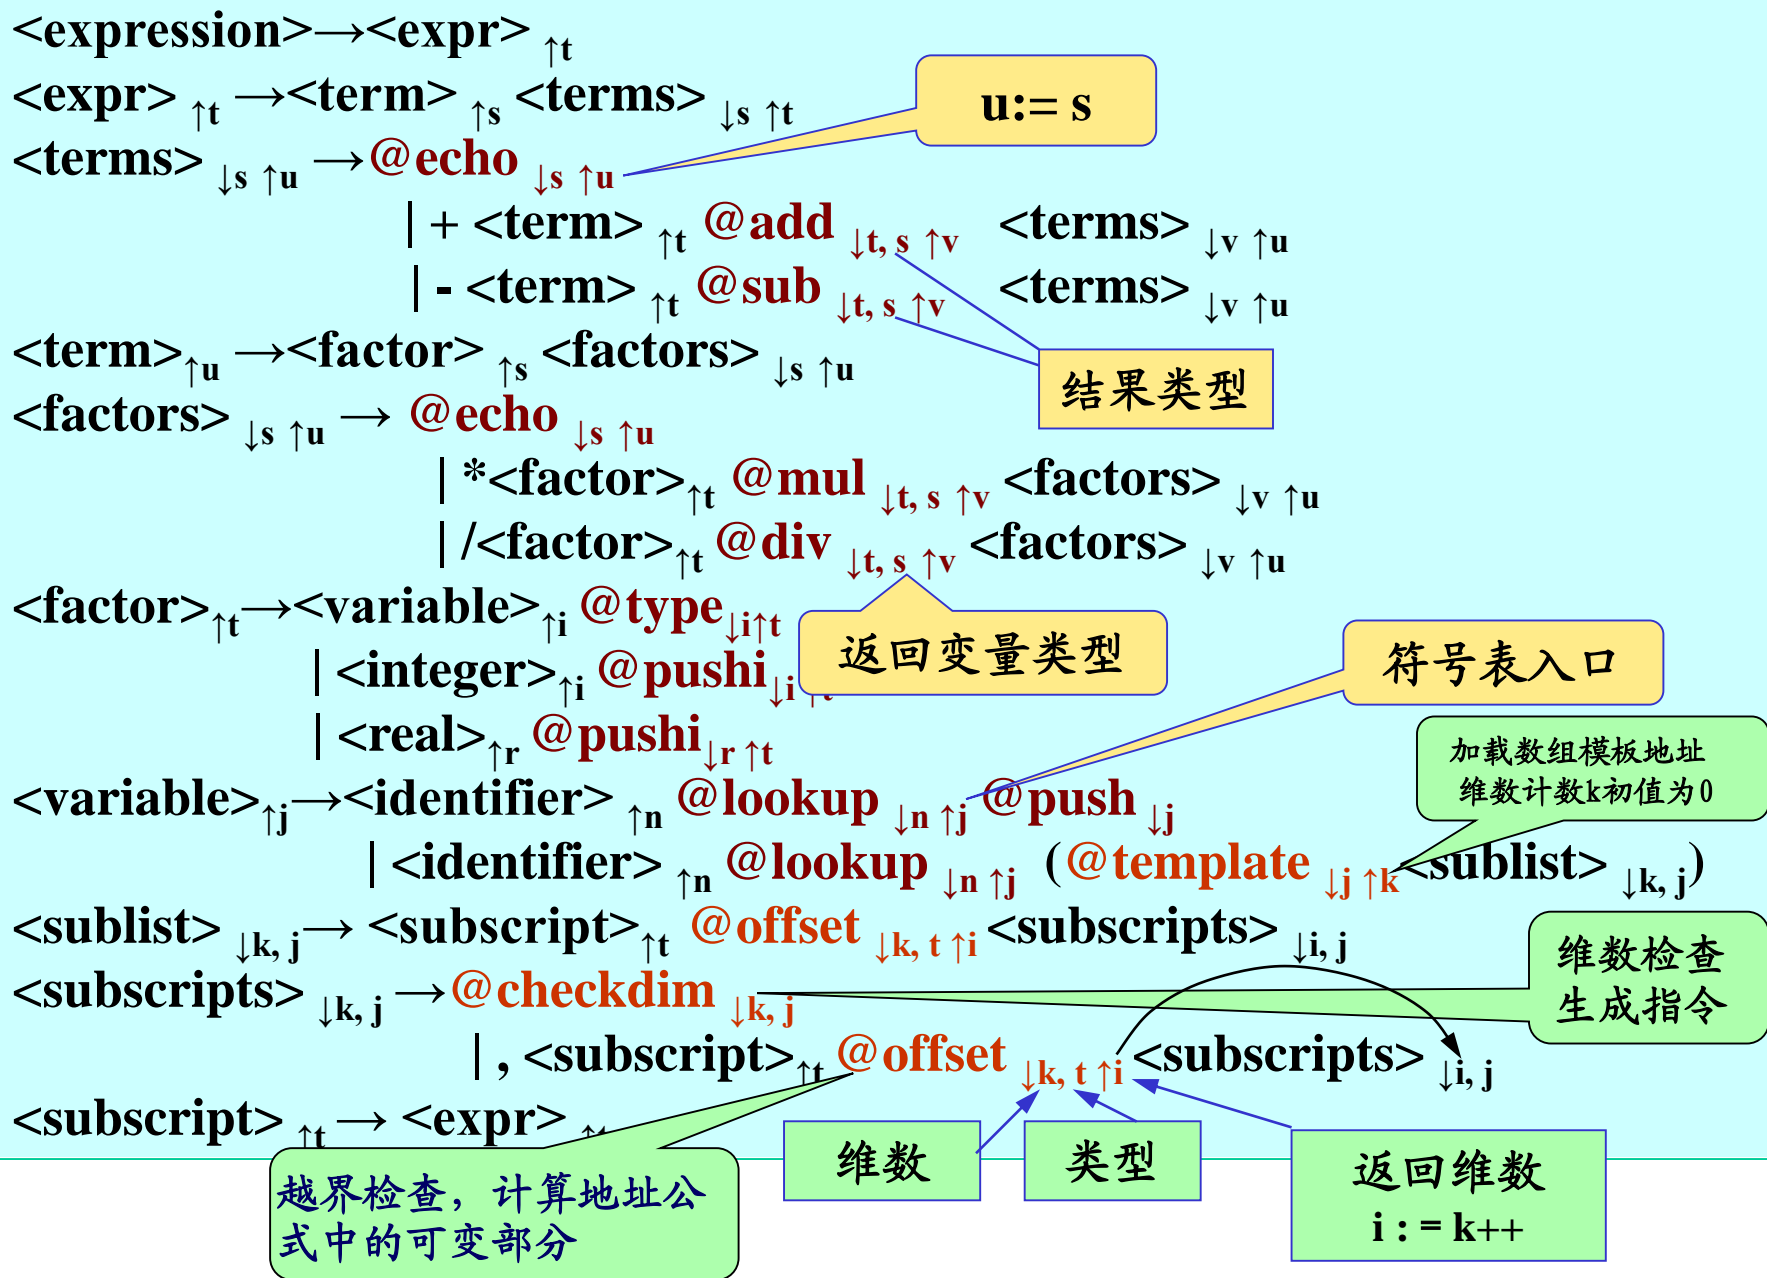 <expression>→<expr> ↑t
<expr> ↑t →<term> ↑s <terms> ↓s ↑t
u:= s
<terms> ↓s ↑u →@echo ↓s ↑u
| + <term> ↑t @add ↓t, s ↑v <terms> ↓v ↑u
| - <term> ↑t @sub ↓t, s ↑v <terms> ↓v ↑u
<term>↑u →<factor> ↑s <factors> ↓s ↑u
结果类型
<factors> ↓s ↑u → @echo ↓s ↑u
| *<factor>↑t @mul ↓t, s ↑v <factors> ↓v ↑u
| /<factor>↑t @div ↓t, s ↑v <factors> ↓v ↑u
<factor>↑t→<variable>↑i @type↓i↑t
返回变量类型
符号表入口
| <integer>↑i @pushi↓i ↑t
| <real>↑r @pushi↓r ↑t
加载数组模板地址
维数计数k初值为0
<variable>↑j→<identifier> ↑n @lookup ↓n ↑j @push ↓j
| <identifier> ↑n @lookup ↓n ↑j (@template ↓j ↑k<sublist> ↓k, j)
<sublist> ↓k, j→ <subscript>↑t @offset ↓k, t ↑i <subscripts> ↓i, j
维数检查
生成指令
<subscripts> ↓k, j →@checkdim ↓k, j
| , <subscript>↑t @offset ↓k, t ↑i <subscripts> ↓i, j
<subscript> ↑t → <expr> ↑t
维数
类型
返回维数
i : = k++
越界检查，计算地址公
式中的可变部分